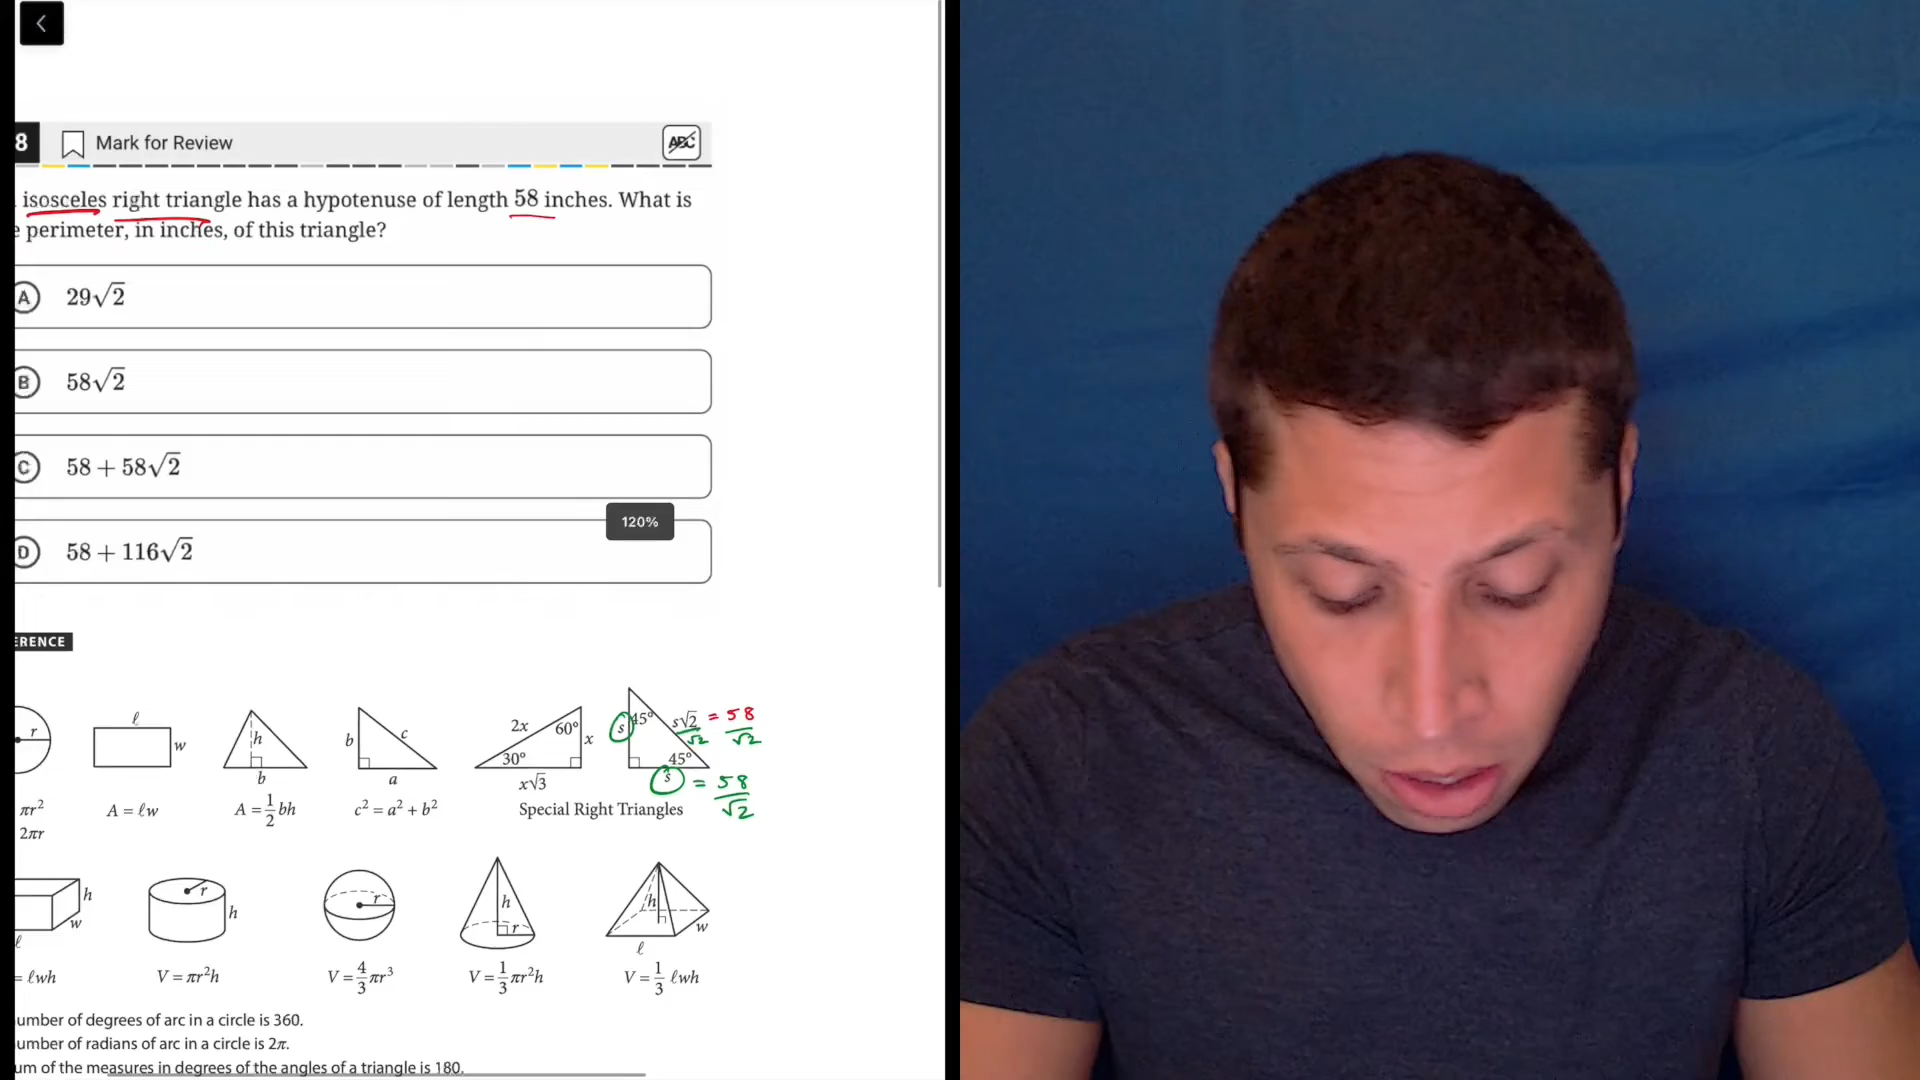 8 Mark for Review ABC
isosceles right triangle has a hypotenuse of length 58 inches. What is
e perimeter, in inches, of this triangle?
A 29√2
B 58√2
C 58 + 58√2
120%
D 58 + 116√2
ERENCE
r
ℓ
w
h
b
b
c
a
2x
60°
30°
x
x√3
s
45°
s√2/√2 = 58/√2
45°
s = 58/√2
πr²
2πr
A = ℓw
A = 1/2 bh
c² = a² + b²
Special Right Triangles
h
w
ℓ
r
h
r
h
r
h
w
ℓ
= ℓwh
V = πr²h
V = 4/3 πr³
V = 1/3 πr²h
V = 1/3 ℓwh
umber of degrees of arc in a circle is 360.
umber of radians of arc in a circle is 2π.
um of the measures in degrees of the angles of a triangle is 180.